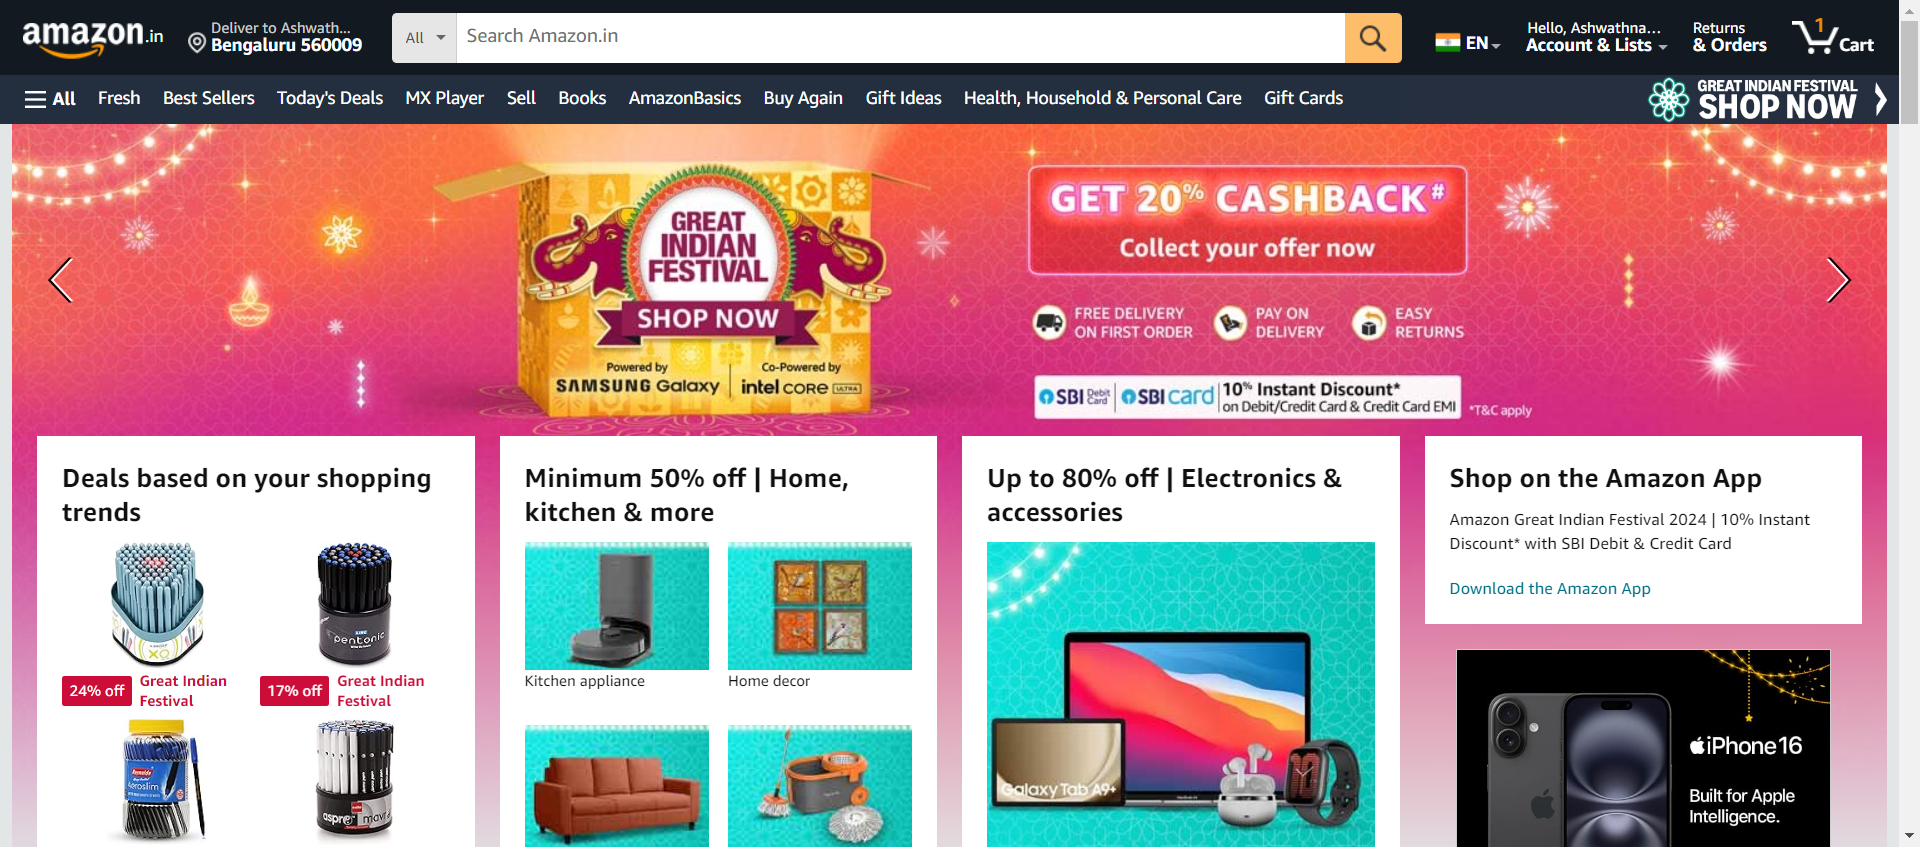 amazon.in
Deliver to Ashwath...
Bengaluru 560009
All
Search Amazon.in
EN
Hello, Ashwathna...
Account & Lists
Returns
& Orders
1
Cart
All
Fresh
Best Sellers
Today's Deals
MX Player
Sell
Books
AmazonBasics
Buy Again
Gift Ideas
Health, Household & Personal Care
Gift Cards
GREAT INDIAN FESTIVAL
SHOP NOW
GREAT
INDIAN
FESTIVAL
SHOP NOW
Powered by
SAMSUNG Galaxy
Co-Powered by
intel CORE ULTRA
GET 20% CASHBACK#
Collect your offer now
FREE DELIVERY
ON FIRST ORDER
PAY ON
DELIVERY
EASY
RETURNS
SBI Debit Card
SBI card
10% Instant Discount*
on Debit/Credit Card & Credit Card EMI
*T&C apply
Deals based on your shopping
trends
pentonic
24% off
Great Indian
Festival
17% off
Great Indian
Festival
Reynolds
Aeroslim
aspro
Minimum 50% off | Home,
kitchen & more
Kitchen appliance
Home decor
Up to 80% off | Electronics &
accessories
Galaxy Tab A9+
Shop on the Amazon App
Amazon Great Indian Festival 2024 | 10% Instant
Discount* with SBI Debit & Credit Card
Download the Amazon App
iPhone 16
Built for Apple
Intelligence.